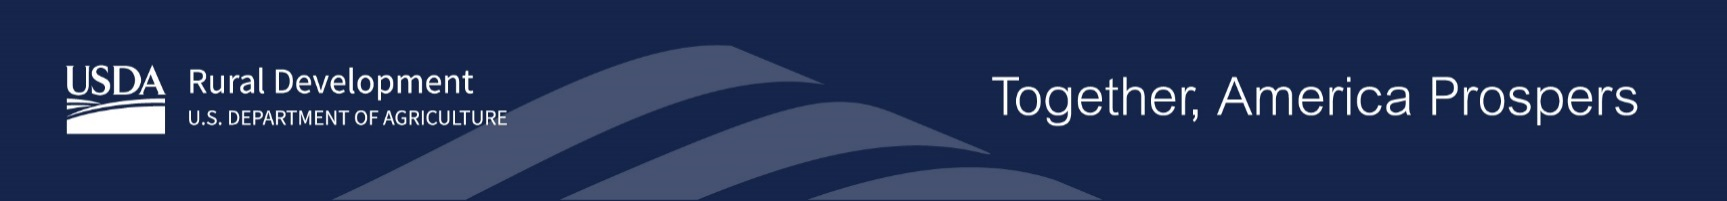 USDA
Rural Development
U.S. DEPARTMENT OF AGRICULTURE
Together, America Prospers